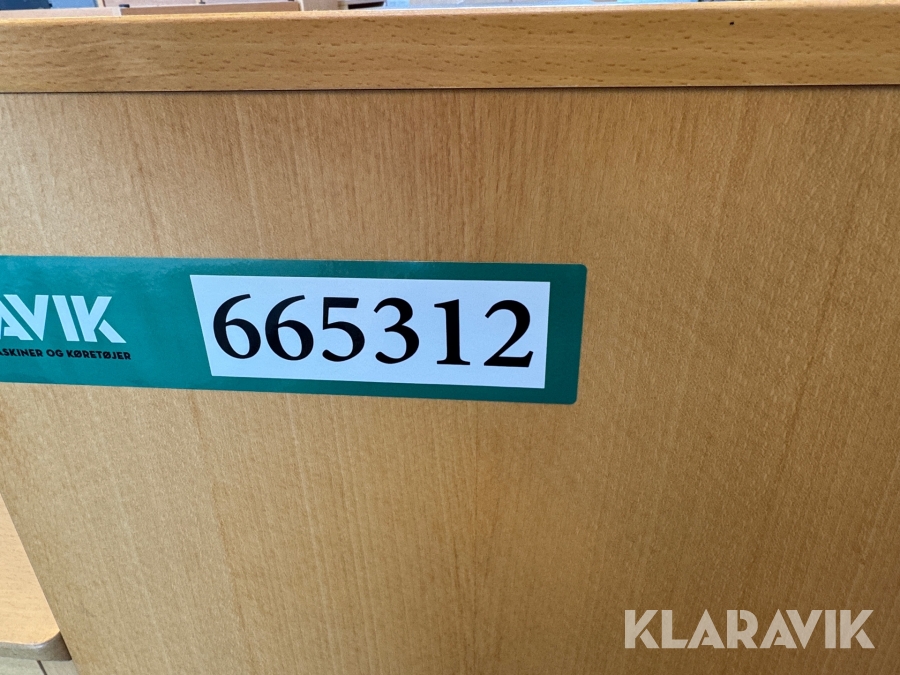 AVIK
665312
ASKINER OG KØRETØJER
KLARAVIK